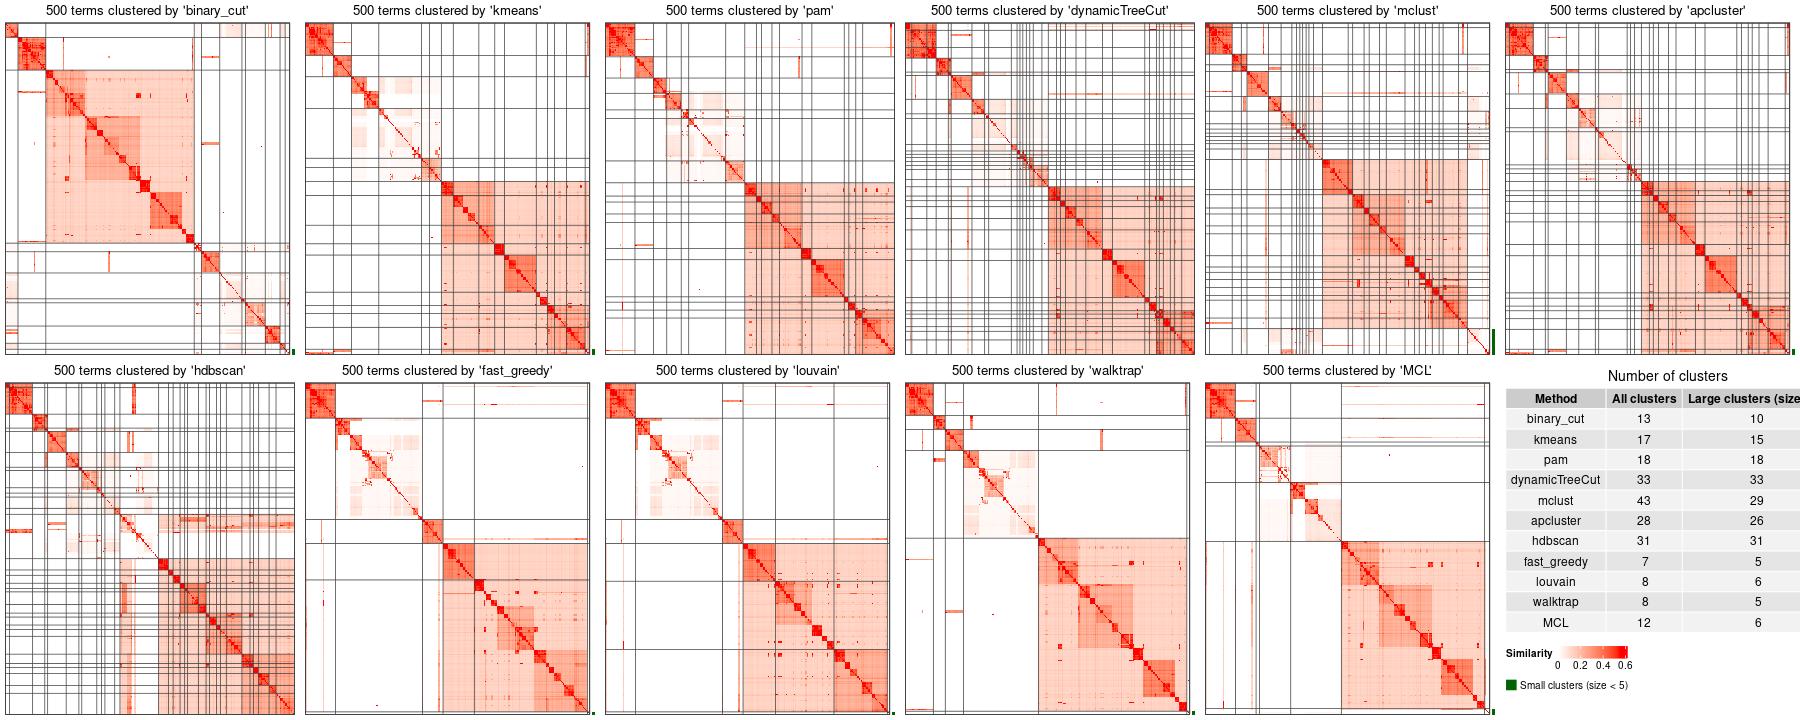 500 terms clustered by 'binary_cut'
500 terms clustered by 'kmeans'
500 terms clustered by 'pam'
500 terms clustered by 'dynamicTreeCut'
500 terms clustered by 'mclust'
500 terms clustered by 'apcluster'
500 terms clustered by 'hdbscan'
500 terms clustered by 'fast_greedy'
500 terms clustered by 'louvain'
500 terms clustered by 'walktrap'
500 terms clustered by 'MCL'
Number of clusters
Method All clusters Large clusters (size
binary_cut 13 10
kmeans 17 15
pam 18 18
dynamicTreeCut 33 33
mclust 43 29
apcluster 28 26
hdbscan 31 31
fast_greedy 7 5
louvain 8 6
walktrap 8 5
MCL 12 6
Similarity
0 0.2 0.4 0.6
Small clusters (size < 5)